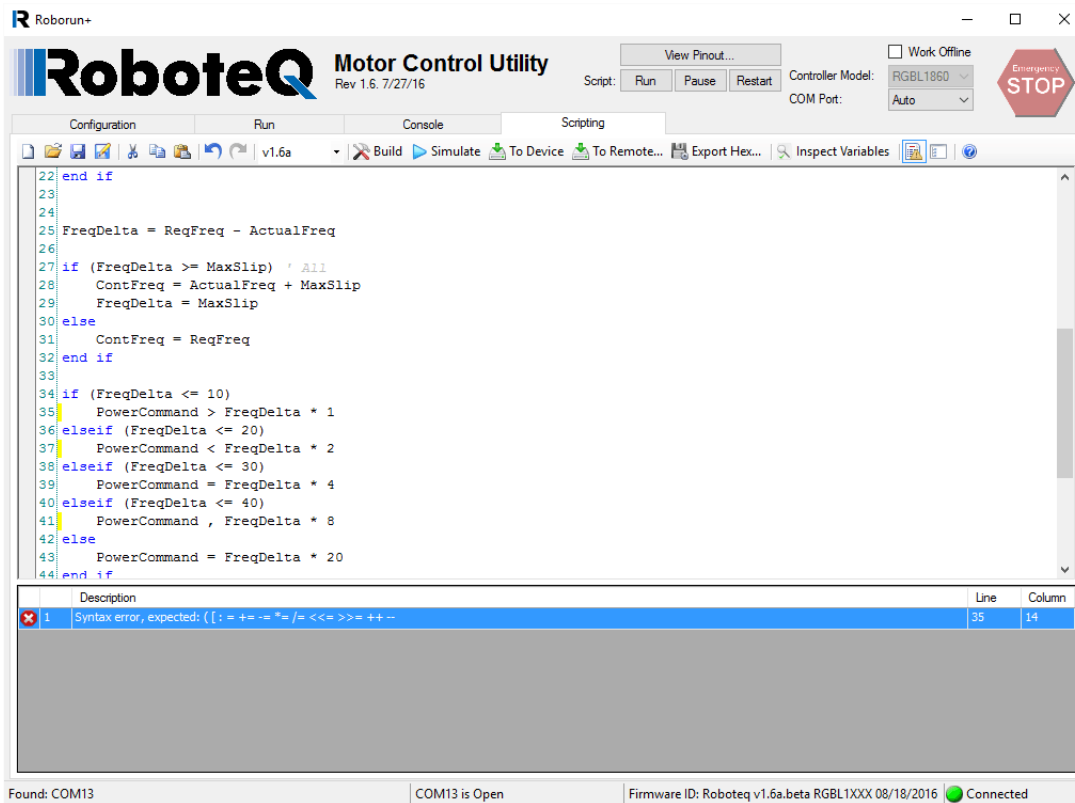 Roborun+
RoboteQ
Motor Control Utility
Rev 1.6. 7/27/16
View Pinout...
Script: Run Pause Restart
Work Offline
Controller Model: RGBL1860
COM Port: Auto
Emergency
STOP
Configuration Run Console Scripting
v1.6a Build Simulate To Device To Remote... Export Hex... Inspect Variables
22 end if
23
24
25 FreqDelta = ReqFreq - ActualFreq
26
27 if (FreqDelta >= MaxSlip) ' All
28 ContFreq = ActualFreq + MaxSlip
29 FreqDelta = MaxSlip
30 else
31 ContFreq = ReqFreq
32 end if
33
34 if (FreqDelta <= 10)
35 PowerCommand > FreqDelta * 1
36 elseif (FreqDelta <= 20)
37 PowerCommand < FreqDelta * 2
38 elseif (FreqDelta <= 30)
39 PowerCommand = FreqDelta * 4
40 elseif (FreqDelta <= 40)
41 PowerCommand , FreqDelta * 8
42 else
43 PowerCommand = FreqDelta * 20
44 end if
Description Line Column
1 Syntax error, expected: ( [ : = += -= *= /= <<= >>= ++ -- 35 14
Found: COM13 COM13 is Open Firmware ID: Roboteq v1.6a.beta RGBL1XXX 08/18/2016 Connected